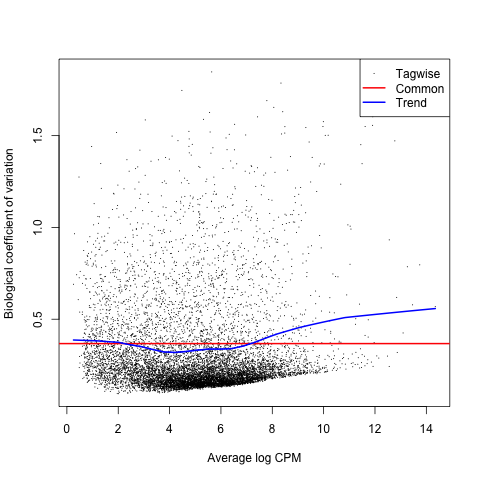 Tagwise
Common
Trend
Biological coefficient of variation
1.5
1.0
0.5
0 2 4 6 8 10 12 14
Average log CPM